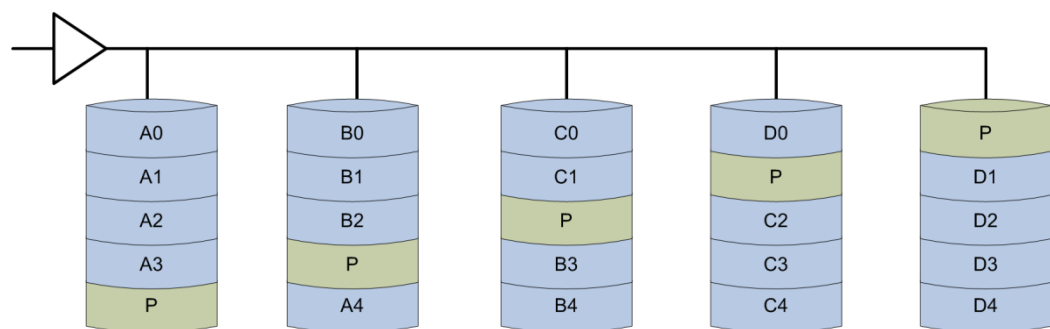 A0 B0 C0 D0 P
A1 B1 C1 P D1
A2 B2 P C2 D2
A3 P B3 C3 D3
P A4 B4 C4 D4